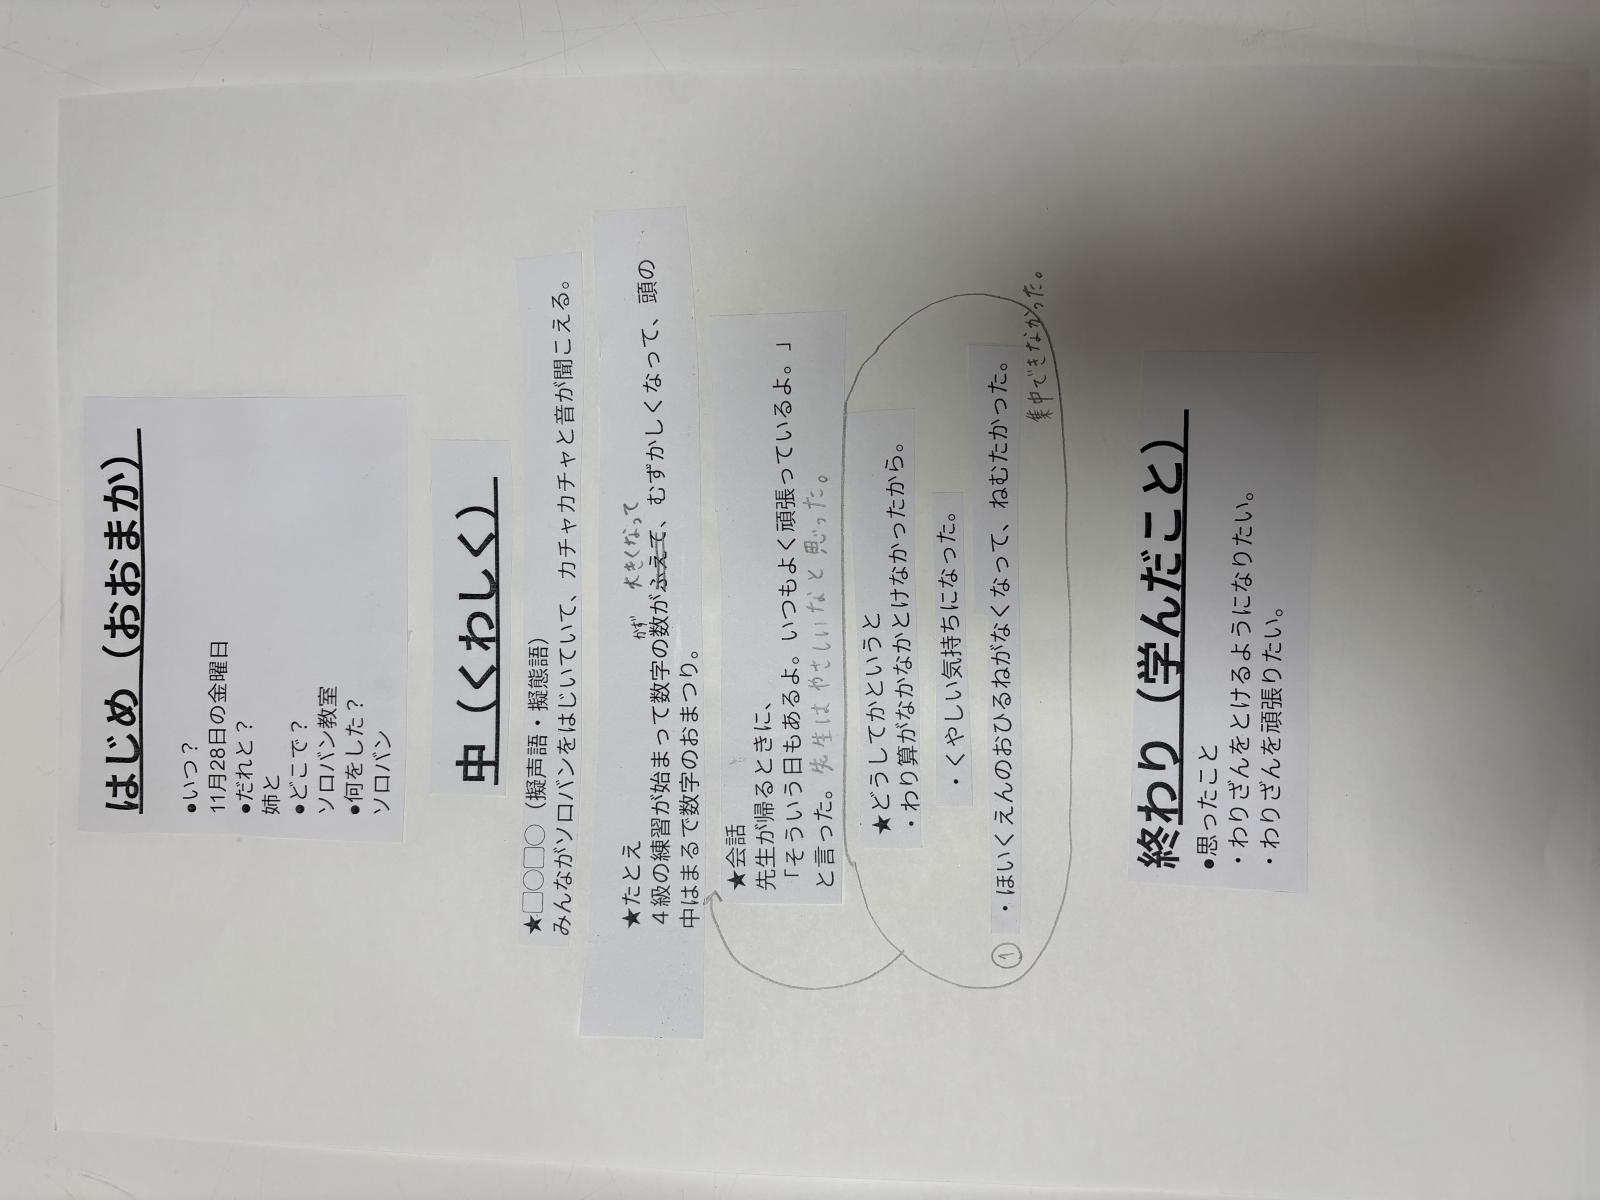 はじめ（おおまか）
●いつ？
11月28日の金曜日
●だれと？
姉と
●どこで？
ソロバン教室
●何をした？
ソロバン
中（くわしく）
★□○□○（擬声語・擬態語）
みんながソロバンをはじいていて、カチャカチャと音が聞こえる。
★たとえ
かず 大きくなって
４級の練習が始まって数字の数がふえて、むずかしくなって、頭の
中はまるで数字のおまつり。
★会話
先生が帰るときに、
「そういう日もあるよ。いつもよく頑張っているよ。」
と言った。先生はやさしいなと思った。
★どうしてかというと
・わり算がなかなかとけなかったから。
・くやしい気持ちになった。
①・ほいくえんのおひるねがなくなって、ねむたかった。
集中できなかった。
終わり（学んだこと）
●思ったこと
・わりざんをとけるようになりたい。
・わりざんを頑張りたい。